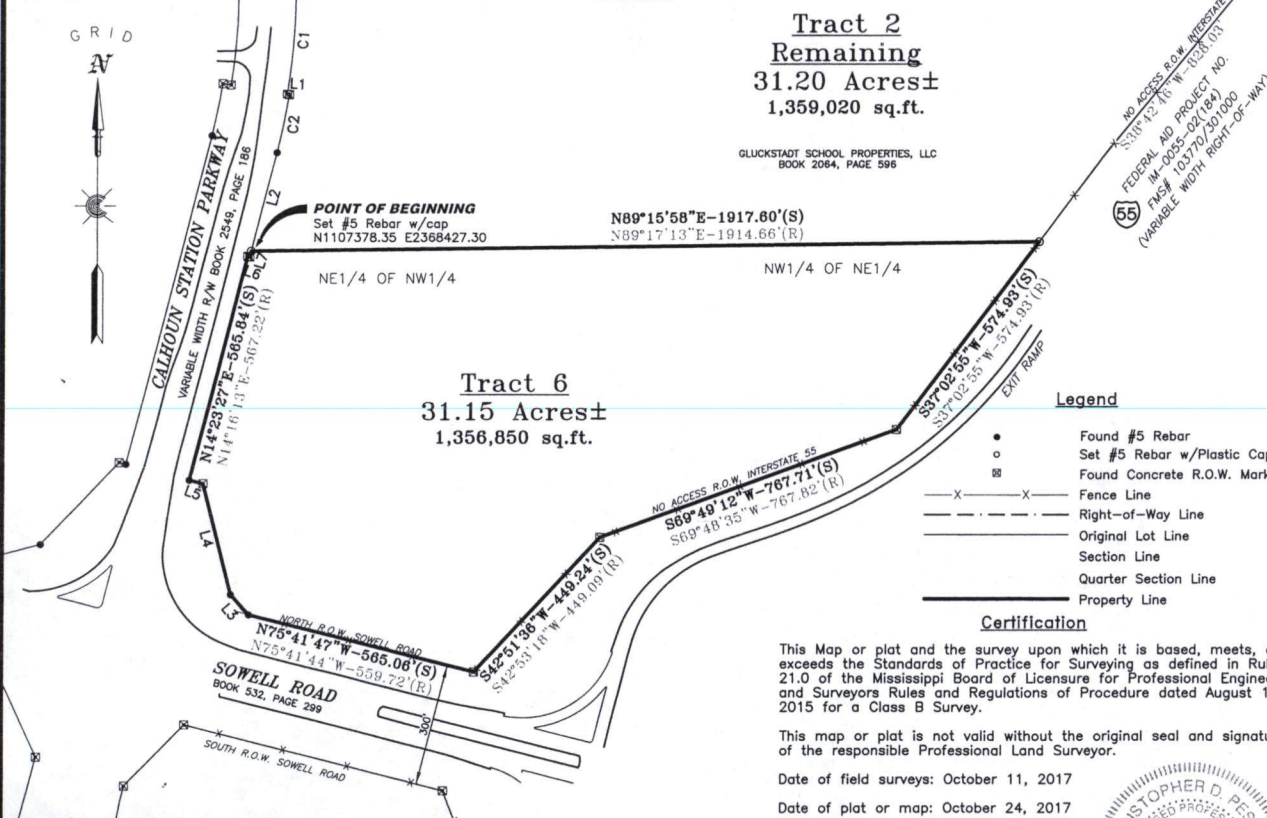 GRID
N
C1
L1
C2
L2
Tract 2
Remaining
31.20 Acres±
1,359,020 sq.ft.
GLUCKSTADT SCHOOL PROPERTIES, LLC
BOOK 2064, PAGE 596
NO ACCESS R.O.W. INTERSTATE
S38°42'46"W-828.03'
FEDERAL AID PROJECT NO.
IM-0055-02(184)
FMS# 103770/301000
(VARIABLE WIDTH RIGHT-OF-WAY)
55
CALHOUN STATION PARKWAY
VARIABLE WIDTH R/W BOOK 2549, PAGE 186
POINT OF BEGINNING
Set #5 Rebar w/cap
N1107378.35 E2368427.30
N89°15'58"E-1917.60'(S)
N89°17'13"E-1914.66'(R)
L7
NE1/4 OF NW1/4
NW1/4 OF NE1/4
N14°23'27"E-565.84'(S)
N14°16'13"E-567.22'(R)
Tract 6
31.15 Acres±
1,356,850 sq.ft.
S37°02'55"W-574.93'(S)
S37°02'55"W-574.93'(R)
EXIT RAMP
NO ACCESS R.O.W. INTERSTATE 55
S69°49'12"W-767.71'(S)
S69°48'35"W-767.82'(R)
L5
L4
L3
S42°51'36"W-449.24'(S)
S42°53'18"W-449.09'(R)
NORTH R.O.W. SOWELL ROAD
N75°41'47"W-565.06'(S)
N75°41'44"W-559.72'(R)
SOWELL ROAD
BOOK 532, PAGE 299
300'
SOUTH R.O.W. SOWELL ROAD
Legend
Found #5 Rebar
Set #5 Rebar w/Plastic Cap
Found Concrete R.O.W. Mark
Fence Line
Right-of-Way Line
Original Lot Line
Section Line
Quarter Section Line
Property Line
Certification
This Map or plat and the survey upon which it is based, meets,
exceeds the Standards of Practice for Surveying as defined in Ru
21.0 of the Mississippi Board of Licensure for Professional Engine
and Surveyors Rules and Regulations of Procedure dated August 1
2015 for a Class B Survey.
This map or plat is not valid without the original seal and signatu
of the responsible Professional Land Surveyor.
Date of field surveys: October 11, 2017
Date of plat or map: October 24, 2017
STOPHER D. PE
ED PROFES